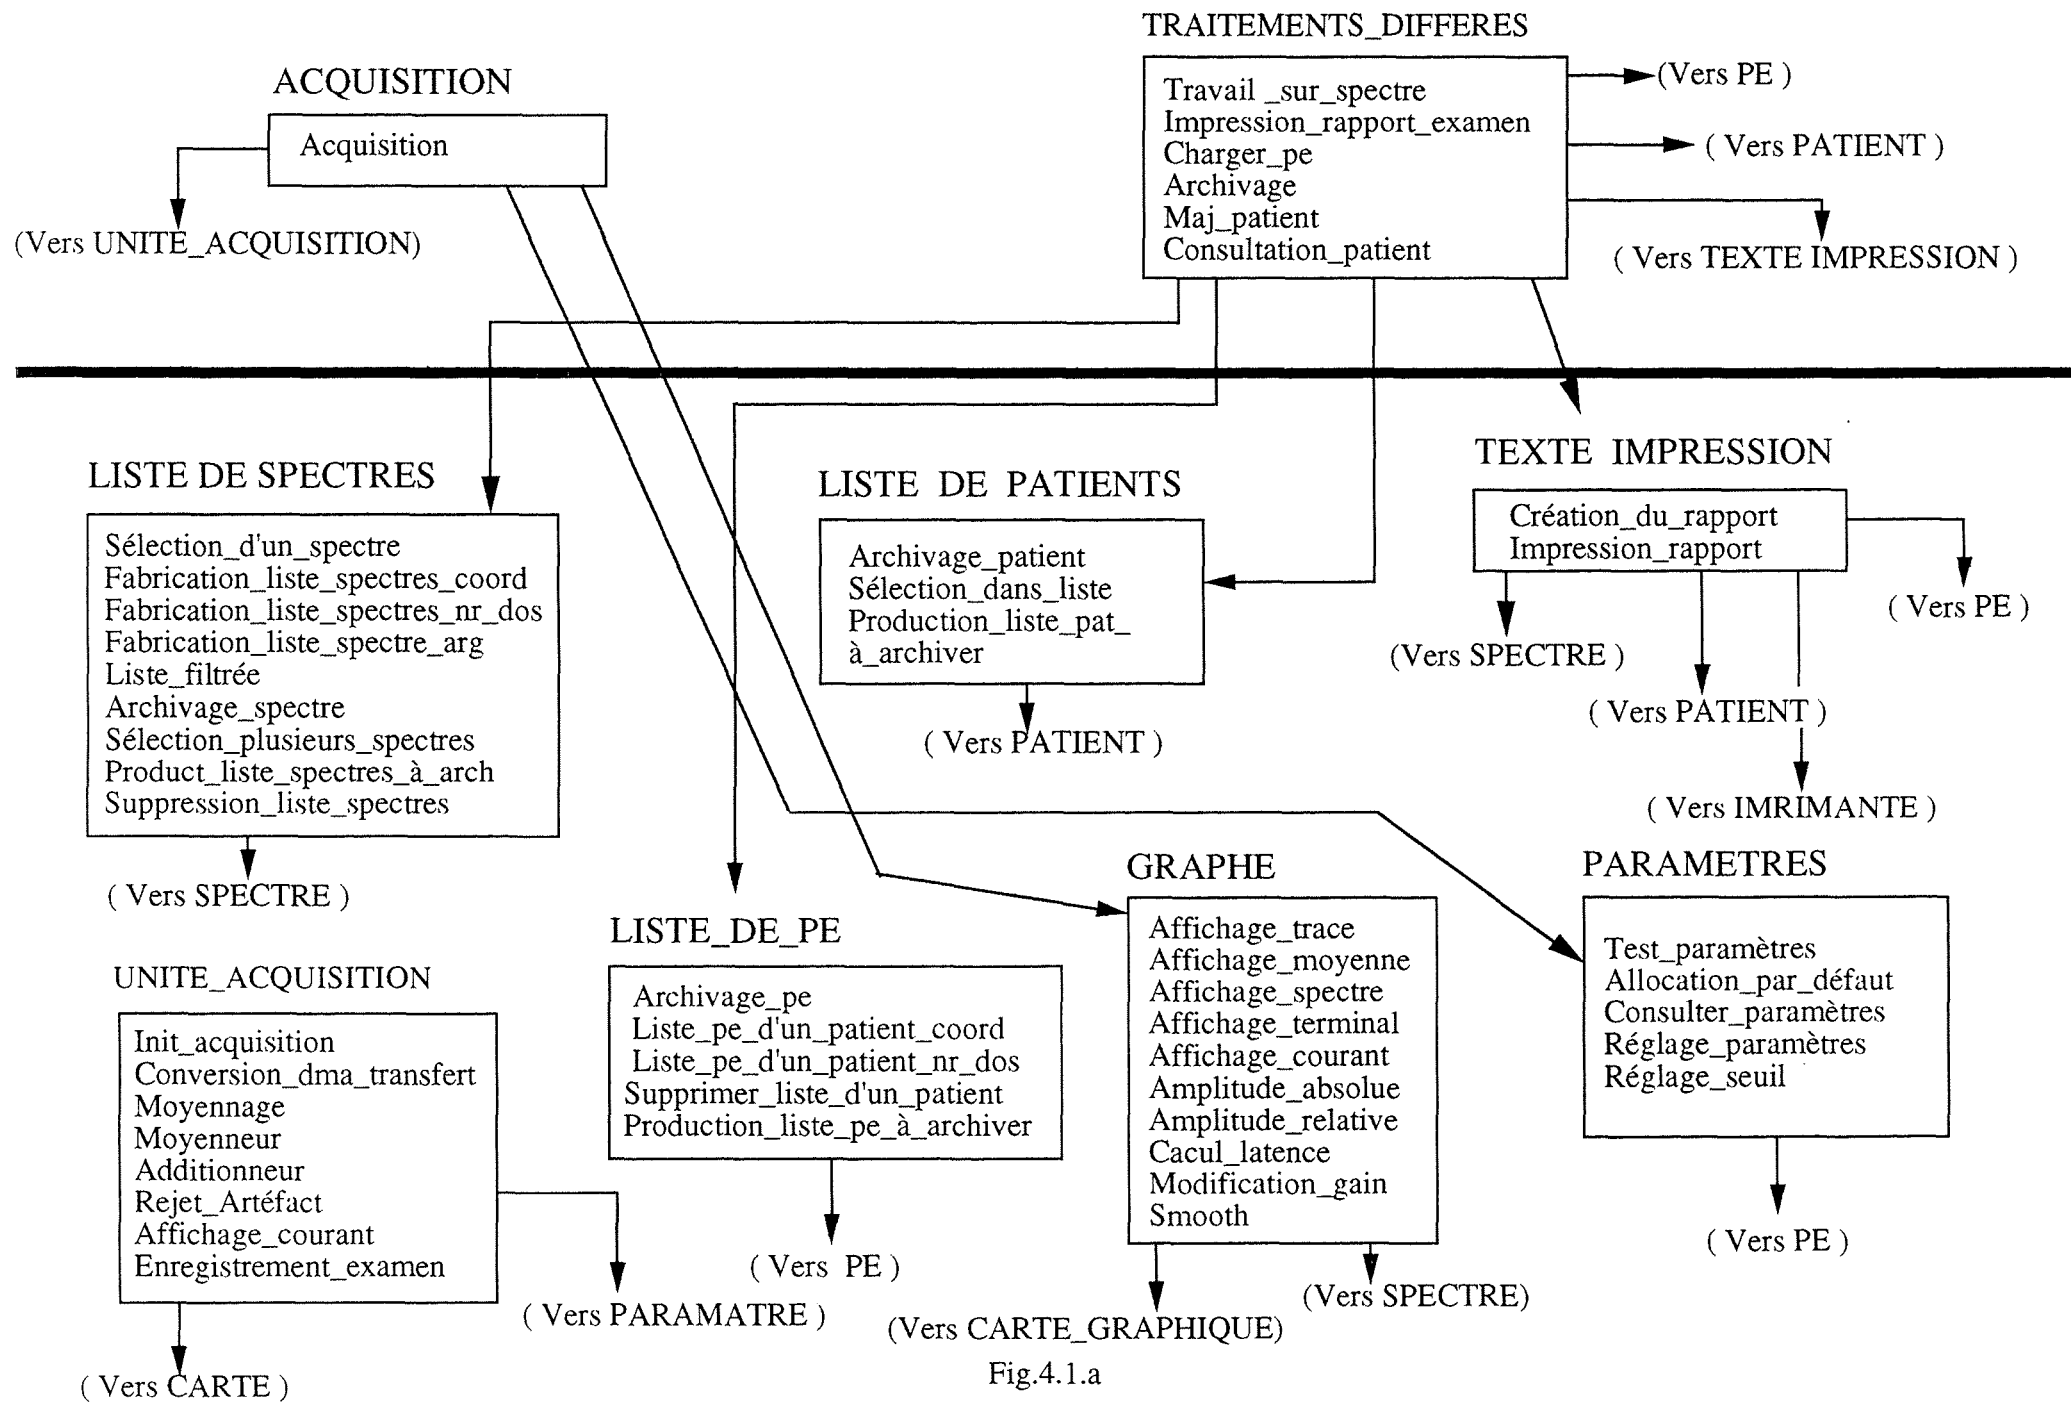 TRAITEMENTS_DIFFERES
Travail _sur_spectre
Impression_rapport_examen
Charger_pe
Archivage
Maj_patient
Consultation_patient
(Vers PE )
( Vers PATIENT )
( Vers TEXTE IMPRESSION )
ACQUISITION
Acquisition
(Vers UNITE_ACQUISITION)
LISTE DE SPECTRES
Sélection_d'un_spectre
Fabrication_liste_spectres_coord
Fabrication_liste_spectres_nr_dos
Fabrication_liste_spectre_arg
Liste_filtrée
Archivage_spectre
Sélection_plusieurs_spectres
Product_liste_spectres_à_arch
Suppression_liste_spectres
( Vers SPECTRE )
LISTE DE PATIENTS
Archivage_patient
Sélection_dans_liste
Production_liste_pat_
à_archiver
( Vers PATIENT )
TEXTE IMPRESSION
Création_du_rapport
Impression_rapport
( Vers PE )
(Vers SPECTRE )
( Vers PATIENT )
( Vers IMRIMANTE )
UNITE_ACQUISITION
Init_acquisition
Conversion_dma_transfert
Moyennage
Moyenneur
Additionneur
Rejet_Artéfact
Affichage_courant
Enregistrement_examen
( Vers PARAMATRE )
( Vers CARTE )
LISTE_DE_PE
Archivage_pe
Liste_pe_d'un_patient_coord
Liste_pe_d'un_patient_nr_dos
Supprimer_liste_d'un_patient
Production_liste_pe_à_archiver
( Vers PE )
GRAPHE
Affichage_trace
Affichage_moyenne
Affichage_spectre
Affichage_terminal
Affichage_courant
Amplitude_absolue
Amplitude_relative
Cacul_latence
Modification_gain
Smooth
(Vers SPECTRE)
(Vers CARTE_GRAPHIQUE)
PARAMETRES
Test_paramètres
Allocation_par_défaut
Consulter_paramètres
Réglage_paramètres
Réglage_seuil
( Vers PE )
Fig.4.1.a